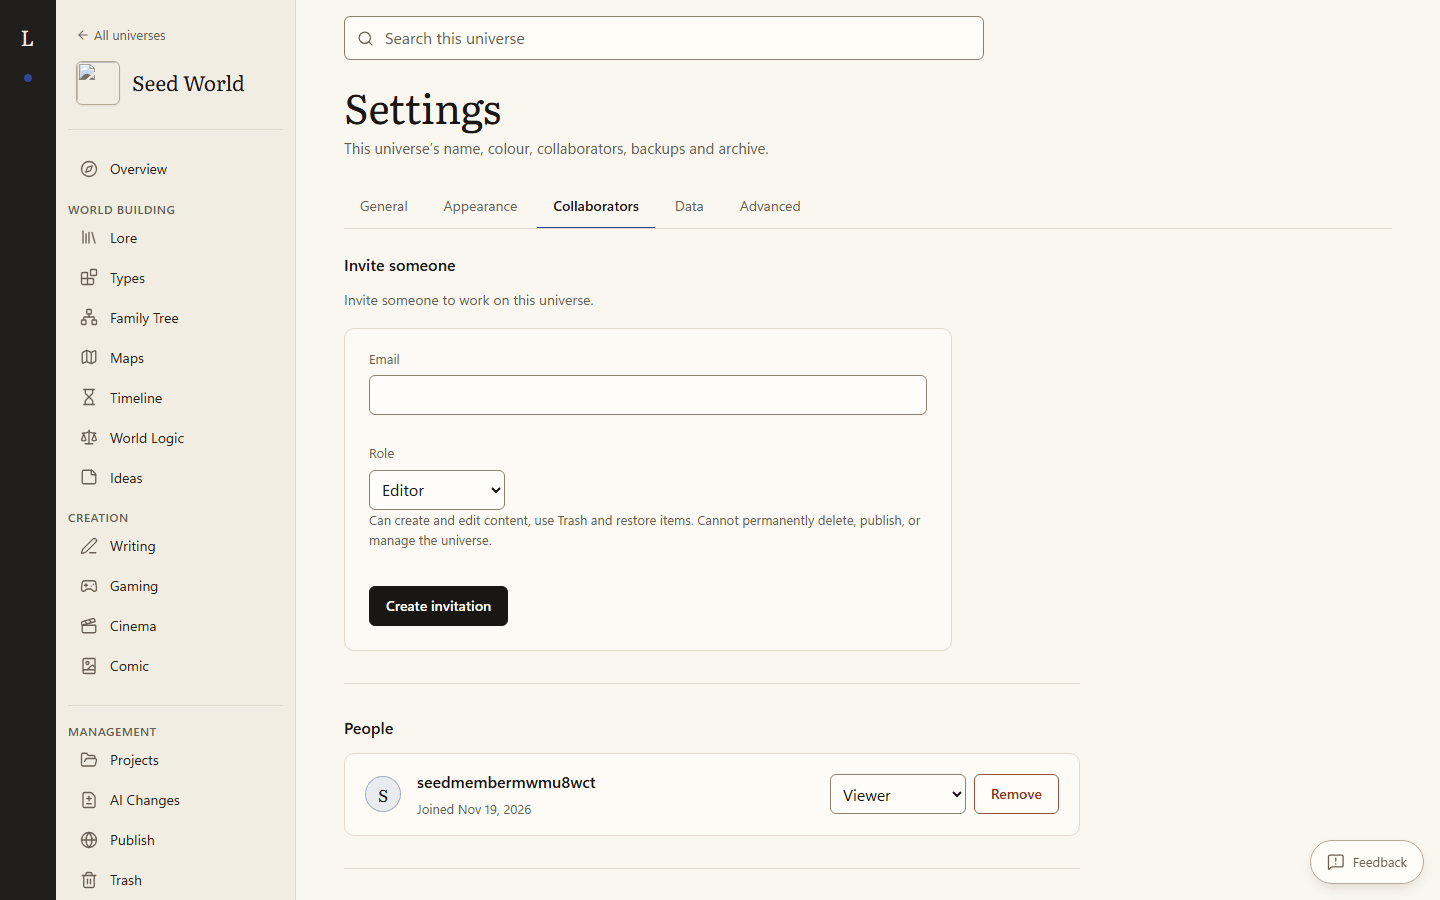 L
All universes
Seed World
Overview
WORLD BUILDING
Lore
Types
Family Tree
Maps
Timeline
World Logic
Ideas
CREATION
Writing
Gaming
Cinema
Comic
MANAGEMENT
Projects
AI Changes
Publish
Trash
Search this universe
Settings
This universe's name, colour, collaborators, backups and archive.
General
Appearance
Collaborators
Data
Advanced
Invite someone
Invite someone to work on this universe.
Email
Role
Editor
Can create and edit content, use Trash and restore items. Cannot permanently delete, publish, or
manage the universe.
Create invitation
People
S
seedmembermwmu8wct
Joined Nov 19, 2026
Viewer
Remove
Feedback